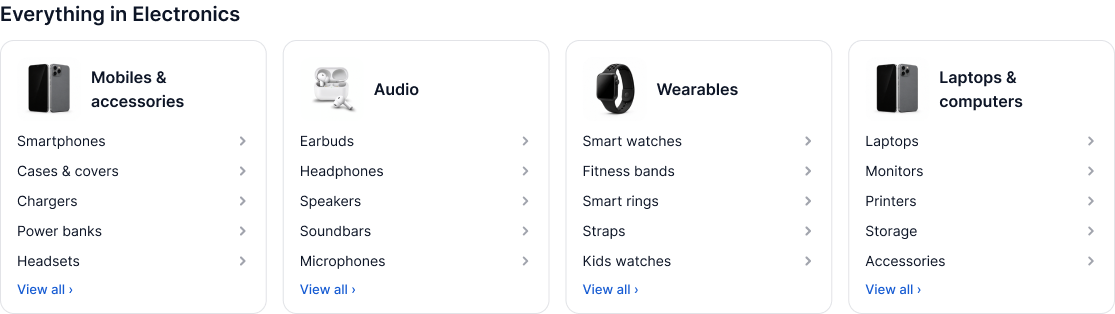 Everything in Electronics
Mobiles &
accessories
Smartphones
Cases & covers
Chargers
Power banks
Headsets
View all ›
Audio
Earbuds
Headphones
Speakers
Soundbars
Microphones
View all ›
Wearables
Smart watches
Fitness bands
Smart rings
Straps
Kids watches
View all ›
Laptops &
computers
Laptops
Monitors
Printers
Storage
Accessories
View all ›